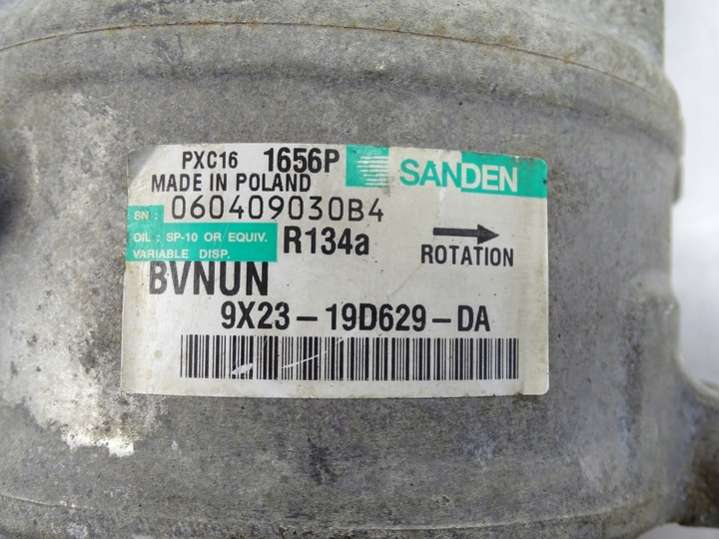 PXC16 1656P SANDEN
MADE IN POLAND
SN : 060409030B4
OIL : SP-10 OR EQUIV. R134a
VARIABLE DISP. ROTATION
BVNUN
9X23-19D629-DA